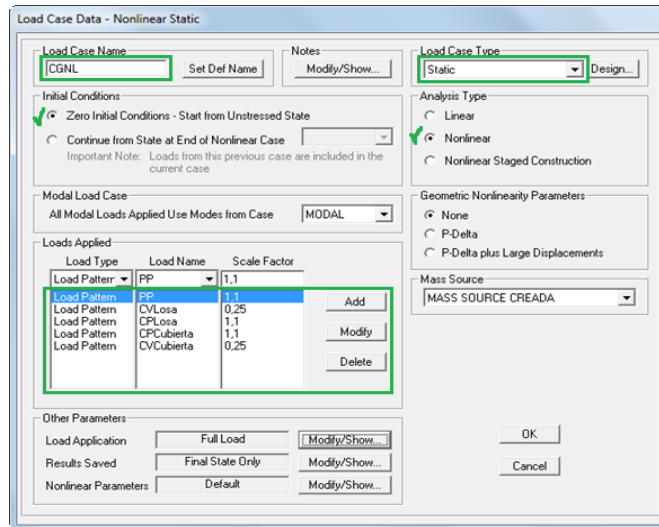 Load Case Data - Nonlinear Static
Load Case Name
CGNL
Set Def Name
Notes
Modify/Show...
Load Case Type
Static
Design...
Initial Conditions
Zero Initial Conditions - Start from Unstressed State
Continue from State at End of Nonlinear Case
Important Note: Loads from this previous case are included in the
current case
Analysis Type
Linear
Nonlinear
Nonlinear Staged Construction
Modal Load Case
All Modal Loads Applied Use Modes from Case
MODAL
Geometric Nonlinearity Parameters
None
P-Delta
P-Delta plus Large Displacements
Loads Applied
Load Type Load Name Scale Factor
Load Pattern PP 1,1
Load Pattern PP 1,1
Load Pattern CVLosa 0,25
Load Pattern CPLosa 1,1
Load Pattern CPCubierta 1,1
Load Pattern CVCubierta 0,25
Add
Modify
Delete
Mass Source
MASS SOURCE CREADA
Other Parameters
Load Application Full Load Modify/Show...
Results Saved Final State Only Modify/Show...
Nonlinear Parameters Default Modify/Show...
OK
Cancel